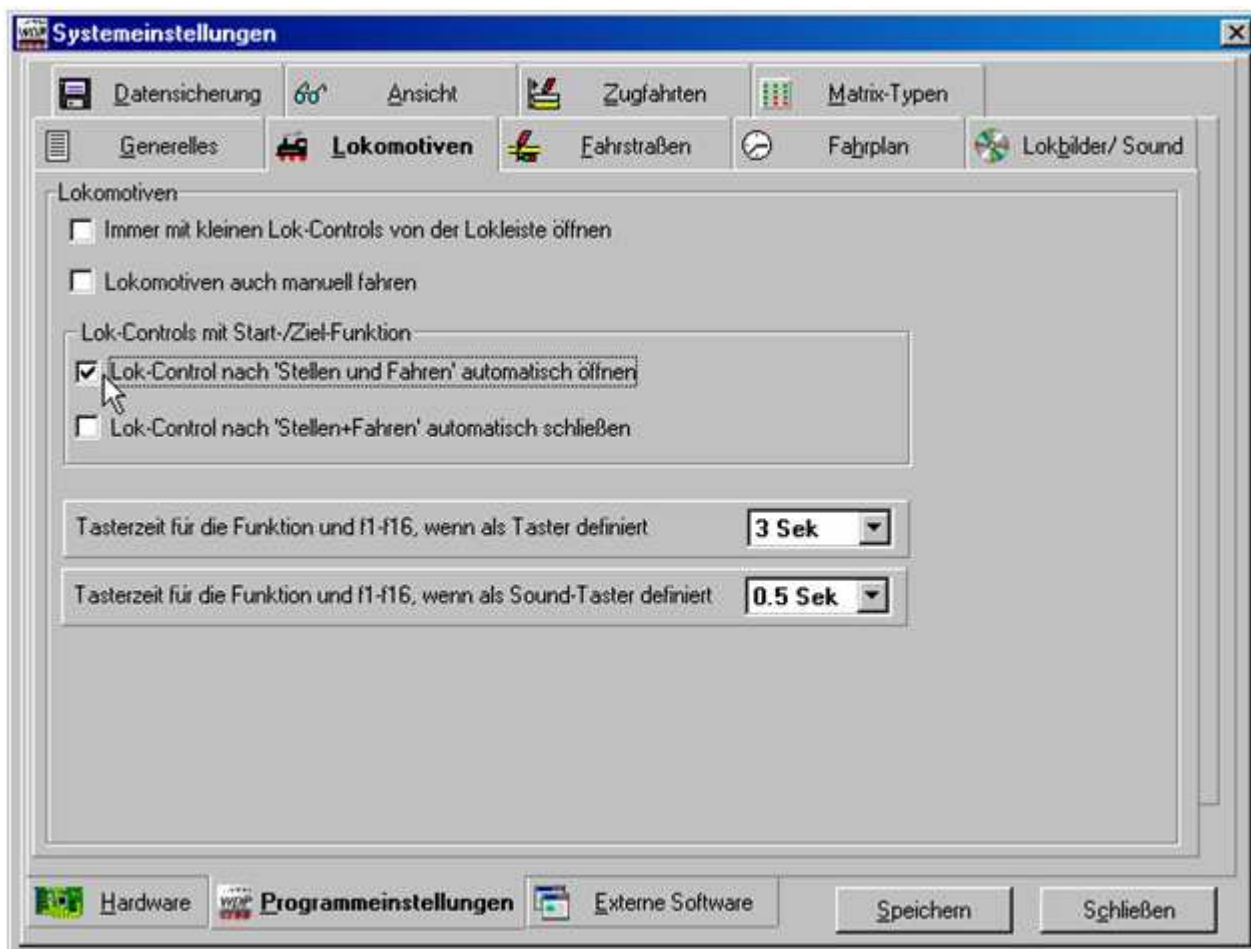 WDP Systemeinstellungen
Datensicherung Ansicht Zugfahrten Matrix-Typen
Generelles Lokomotiven Fahrstraßen Fahrplan Lokbilder/ Sound
Lokomotiven
Immer mit kleinen Lok-Controls von der Lokleiste öffnen
Lokomotiven auch manuell fahren
Lok-Controls mit Start-/Ziel-Funktion
Lok-Control nach 'Stellen und Fahren' automatisch öffnen
Lok-Control nach 'Stellen+Fahren' automatisch schließen
Tasterzeit für die Funktion und f1-f16, wenn als Taster definiert 3 Sek
Tasterzeit für die Funktion und f1-f16, wenn als Sound-Taster definiert 0.5 Sek
Hardware WDP Programmeinstellungen Externe Software Speichern Schließen